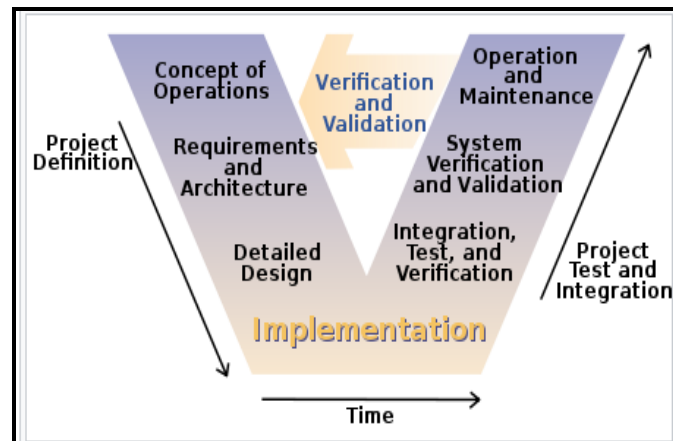 Concept of
Operations
Verification
and
Validation
Operation
and
Maintenance
Project
Definition
Requirements
and
Architecture
System
Verification
and Validation
Detailed
Design
Integration,
Test, and
Verification
Project
Test and
Integration
Implementation
Time